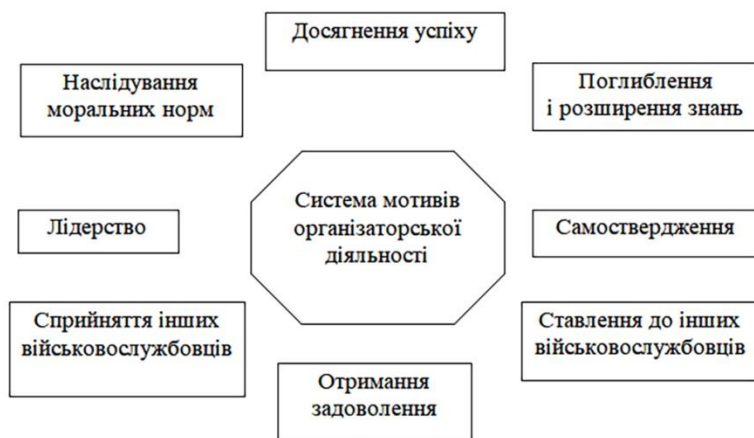 Досягнення успіху
Наслідування
моральних норм
Поглиблення
і розширення знань
Система мотивів
організаторської
діяльності
Лідерство
Самоствердження
Сприйняття інших
військовослужбовців
Ставлення до інших
військовослужбовців
Отримання
задоволення